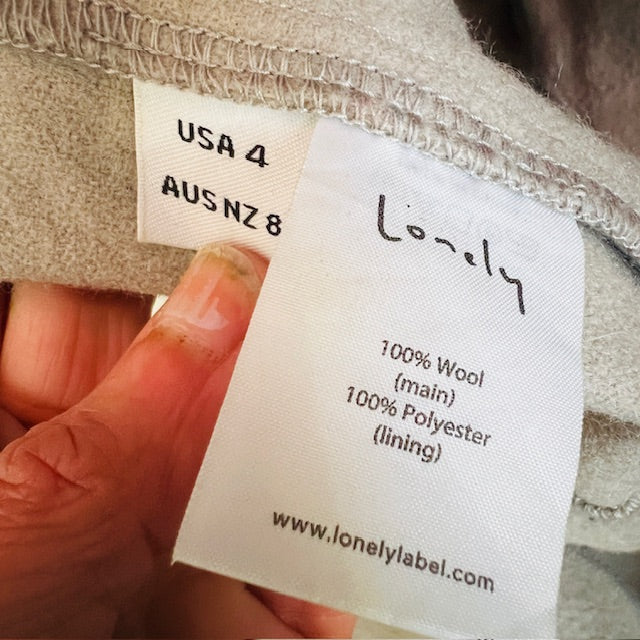 USA 4
AUS NZ 8
Lonely
100% Wool
(main)
100% Polyester
(lining)
www.lonelylabel.com